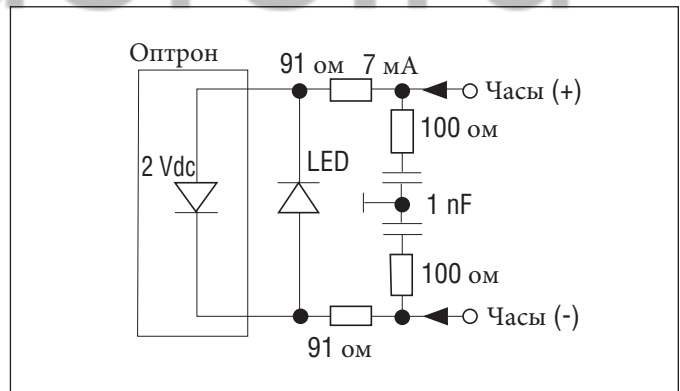 Оптрон
91 ом 7 мА
Часы (+)
100 ом
2 Vdc
LED
1 nF
100 ом
Часы (-)
91 ом